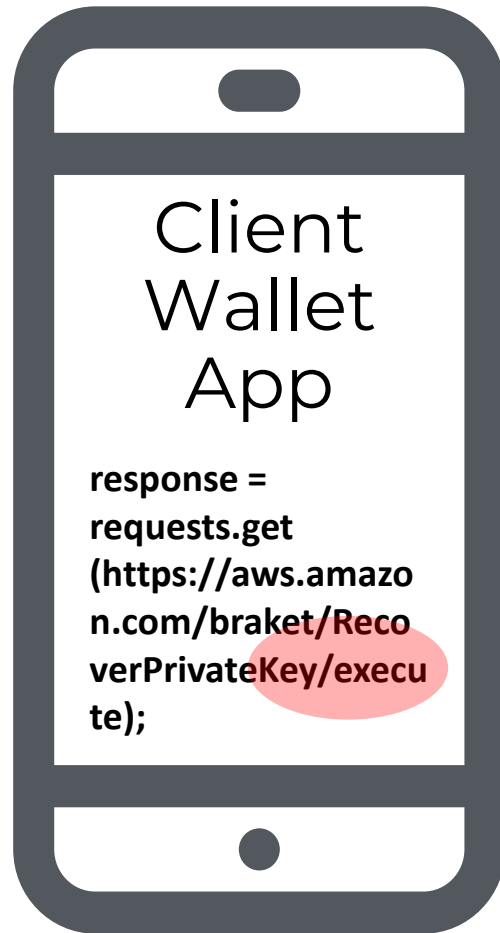 Client
Wallet
App
response =
requests.get
(https://aws.amazo
n.com/braket/Reco
verPrivateKey/execu
te);